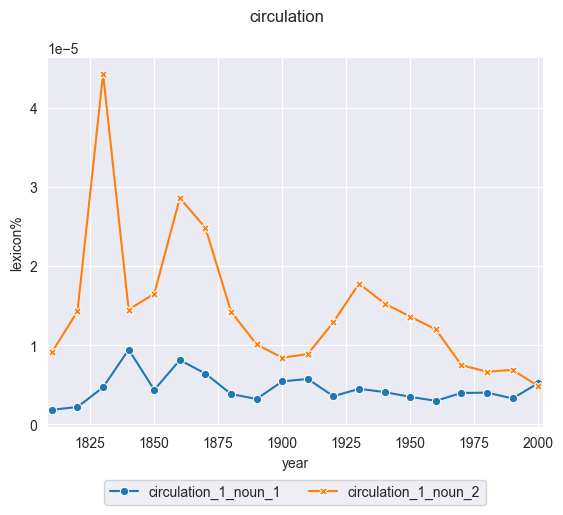 circulation
1e−5
4
3
2
1
0
lexicon%
1825 1850 1875 1900 1925 1950 1975 2000
year
circulation_1_noun_1 circulation_1_noun_2